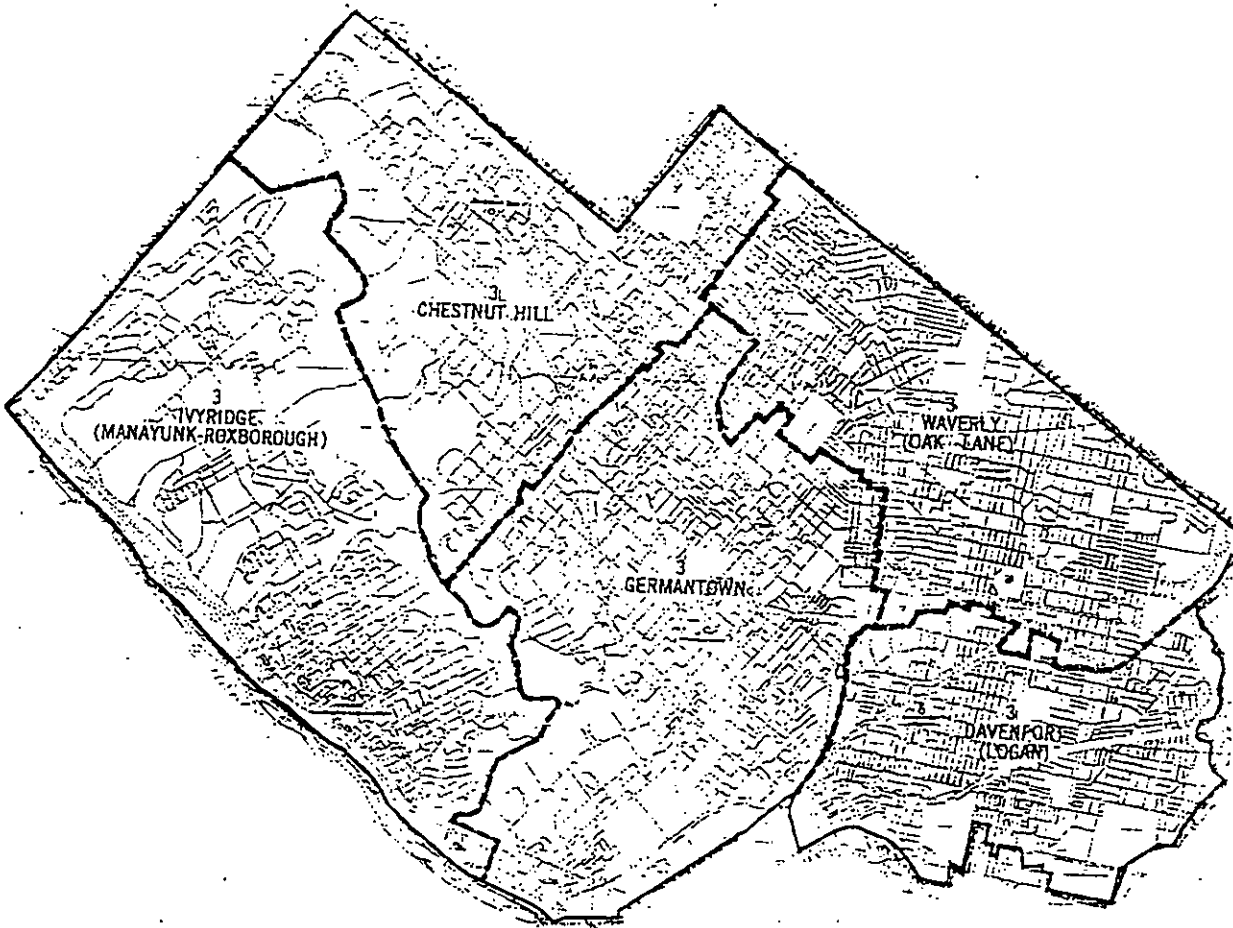 3
CHESTNUT HILL
3
IVYRIDGE
(MANAYUNK-ROXBOROUGH)
3
WAVERLY
(OAK LANE)
3
GERMANTOWN
3
DAVENPORT
(LOGAN)